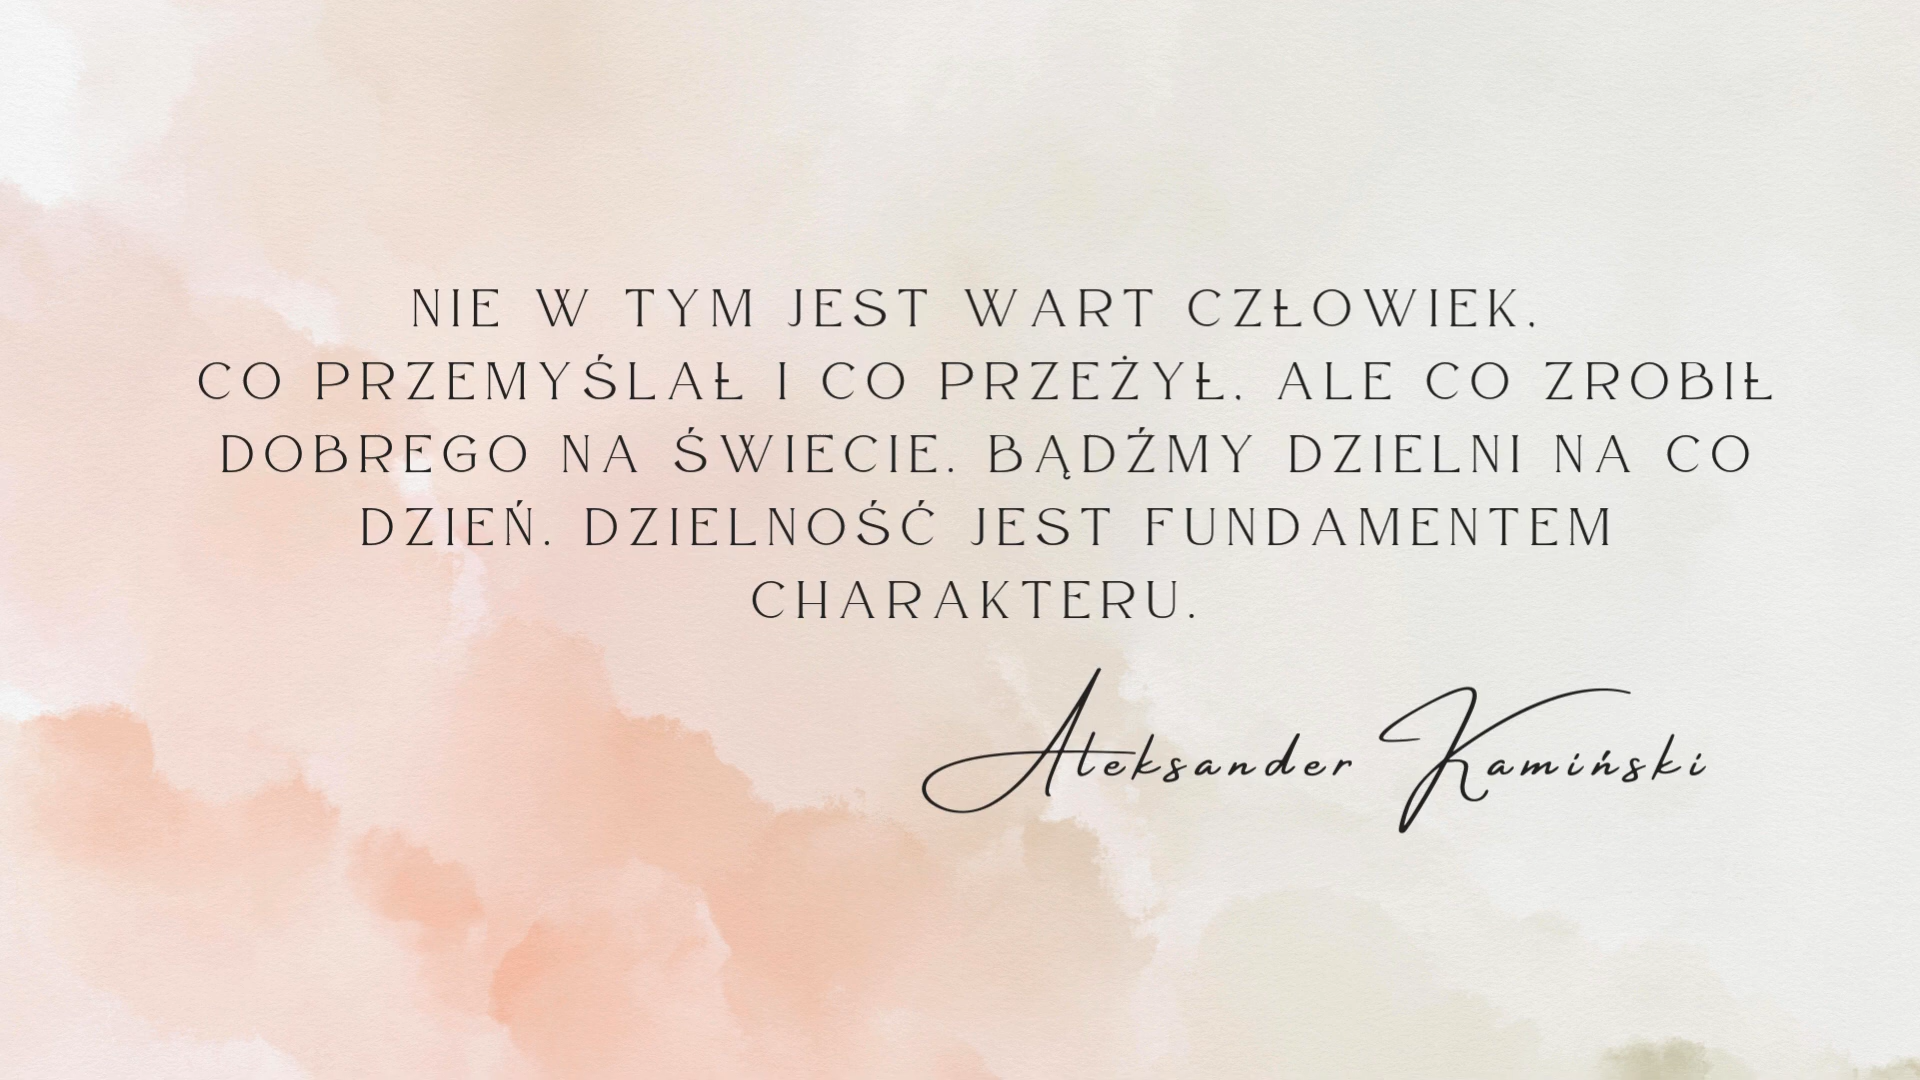 NIE W TYM JEST WART CZŁOWIEK,
CO PRZEMYŚLAŁ I CO PRZEŻYŁ, ALE CO ZROBIŁ
DOBREGO NA ŚWIECIE. BĄDŹMY DZIELNI NA CO
DZIEŃ. DZIELNOŚĆ JEST FUNDAMENTEM
CHARAKTERU.
Aleksander Kamiński